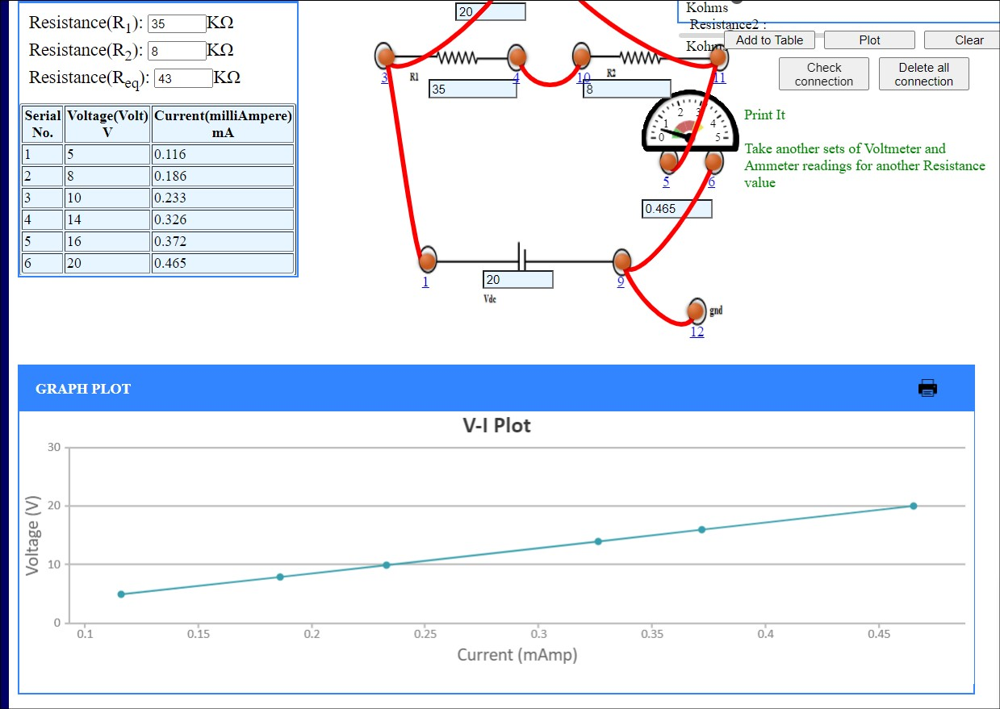 Resistance(R1): 35 KΩ
Resistance(R2): 8 KΩ
Resistance(Req): 43 KΩ
Serial No. Voltage(Volt) V Current(milliAmpere) mA
1 5 0.116
2 8 0.186
3 10 0.233
4 14 0.326
5 16 0.372
6 20 0.465
20
R1
R2
3
4
10
11
35
8
0 1 2 3 4 5
5
6
0.465
20
Vdc
1
9
gnd
12
Kohms
Resistance2 :
Kohms
Add to Table
Plot
Clear
Check
connection
Delete all
connection
Print It
Take another sets of Voltmeter and
Ammeter readings for another Resistance
value
GRAPH PLOT
V-I Plot
30
20
10
0
Voltage (V)
0.1 0.15 0.2 0.25 0.3 0.35 0.4 0.45
Current (mAmp)